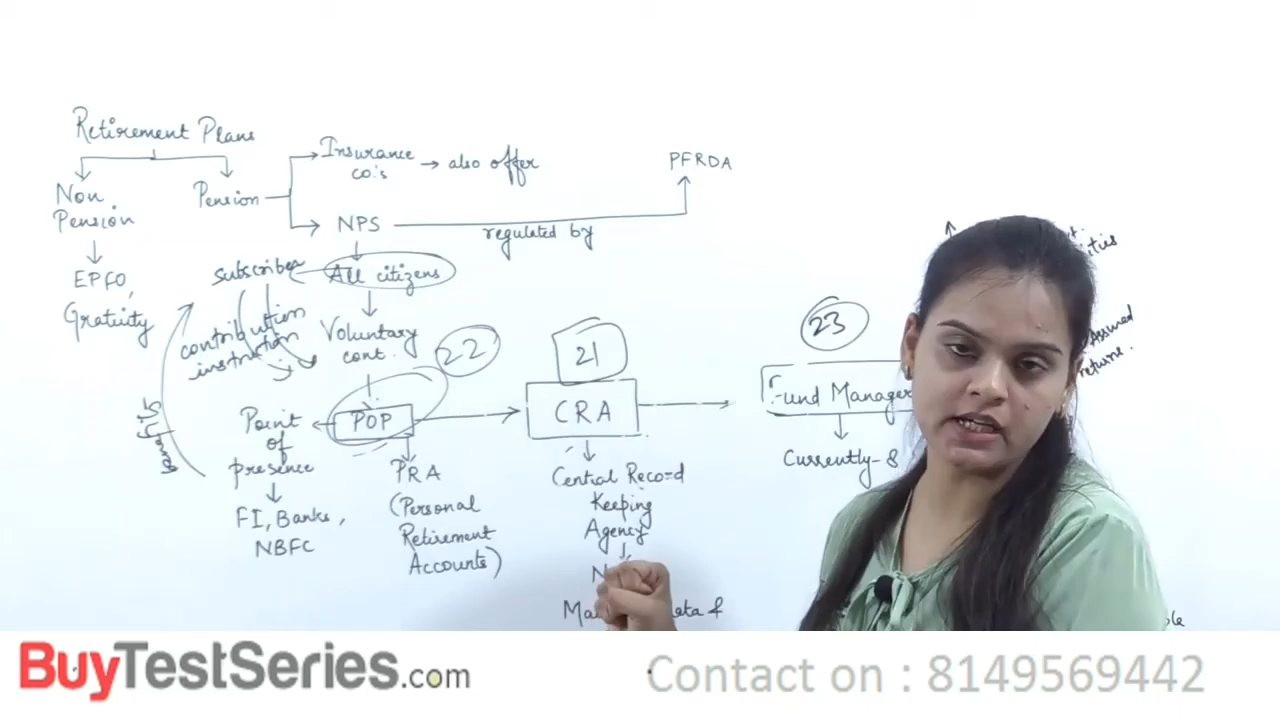 Retirement Plans
Non
Pension
EPFO,
Gratuity
Pension
Insurance
co's
→ also offer
NPS
regulated by
PFRDA
subscriber
All citizens
contribution
instruction
Voluntary
cont.
22
POP
Point
of
presence
FI, Banks,
NBFC
PRA
(Personal
Retirement
Accounts)
21
CRA
Central Record
Keeping
Agency
23
Fund Manager
Currently-8
Assured
returns.
BuyTestSeries.com
Contact on : 8149569442